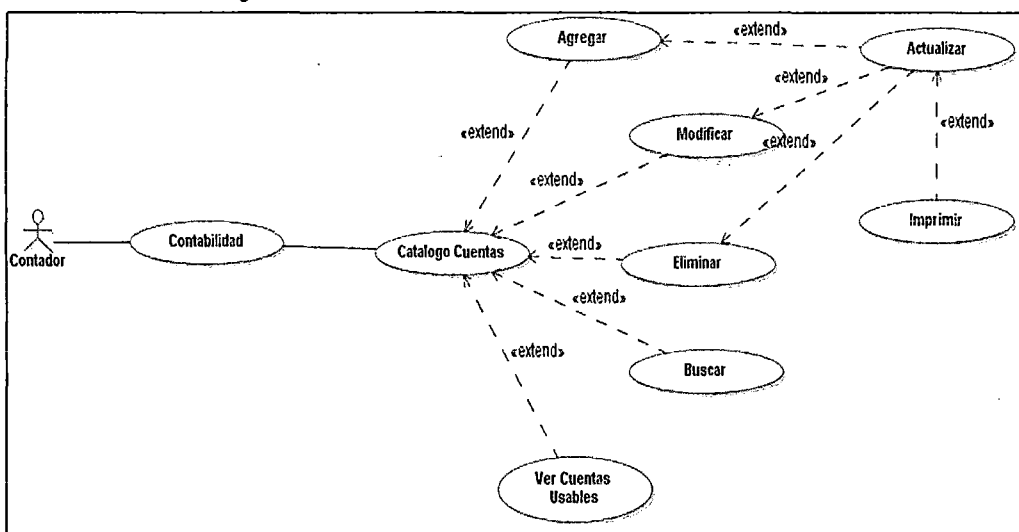 Agregar
«extend»
Actualizar
«extend»
«extend»
Modificar
«extend»
«extend»
«extend»
Imprimir
Contador
Contabilidad
Catalogo Cuentas
«extend»
Eliminar
«extend»
«extend»
Buscar
Ver Cuentas
Usables